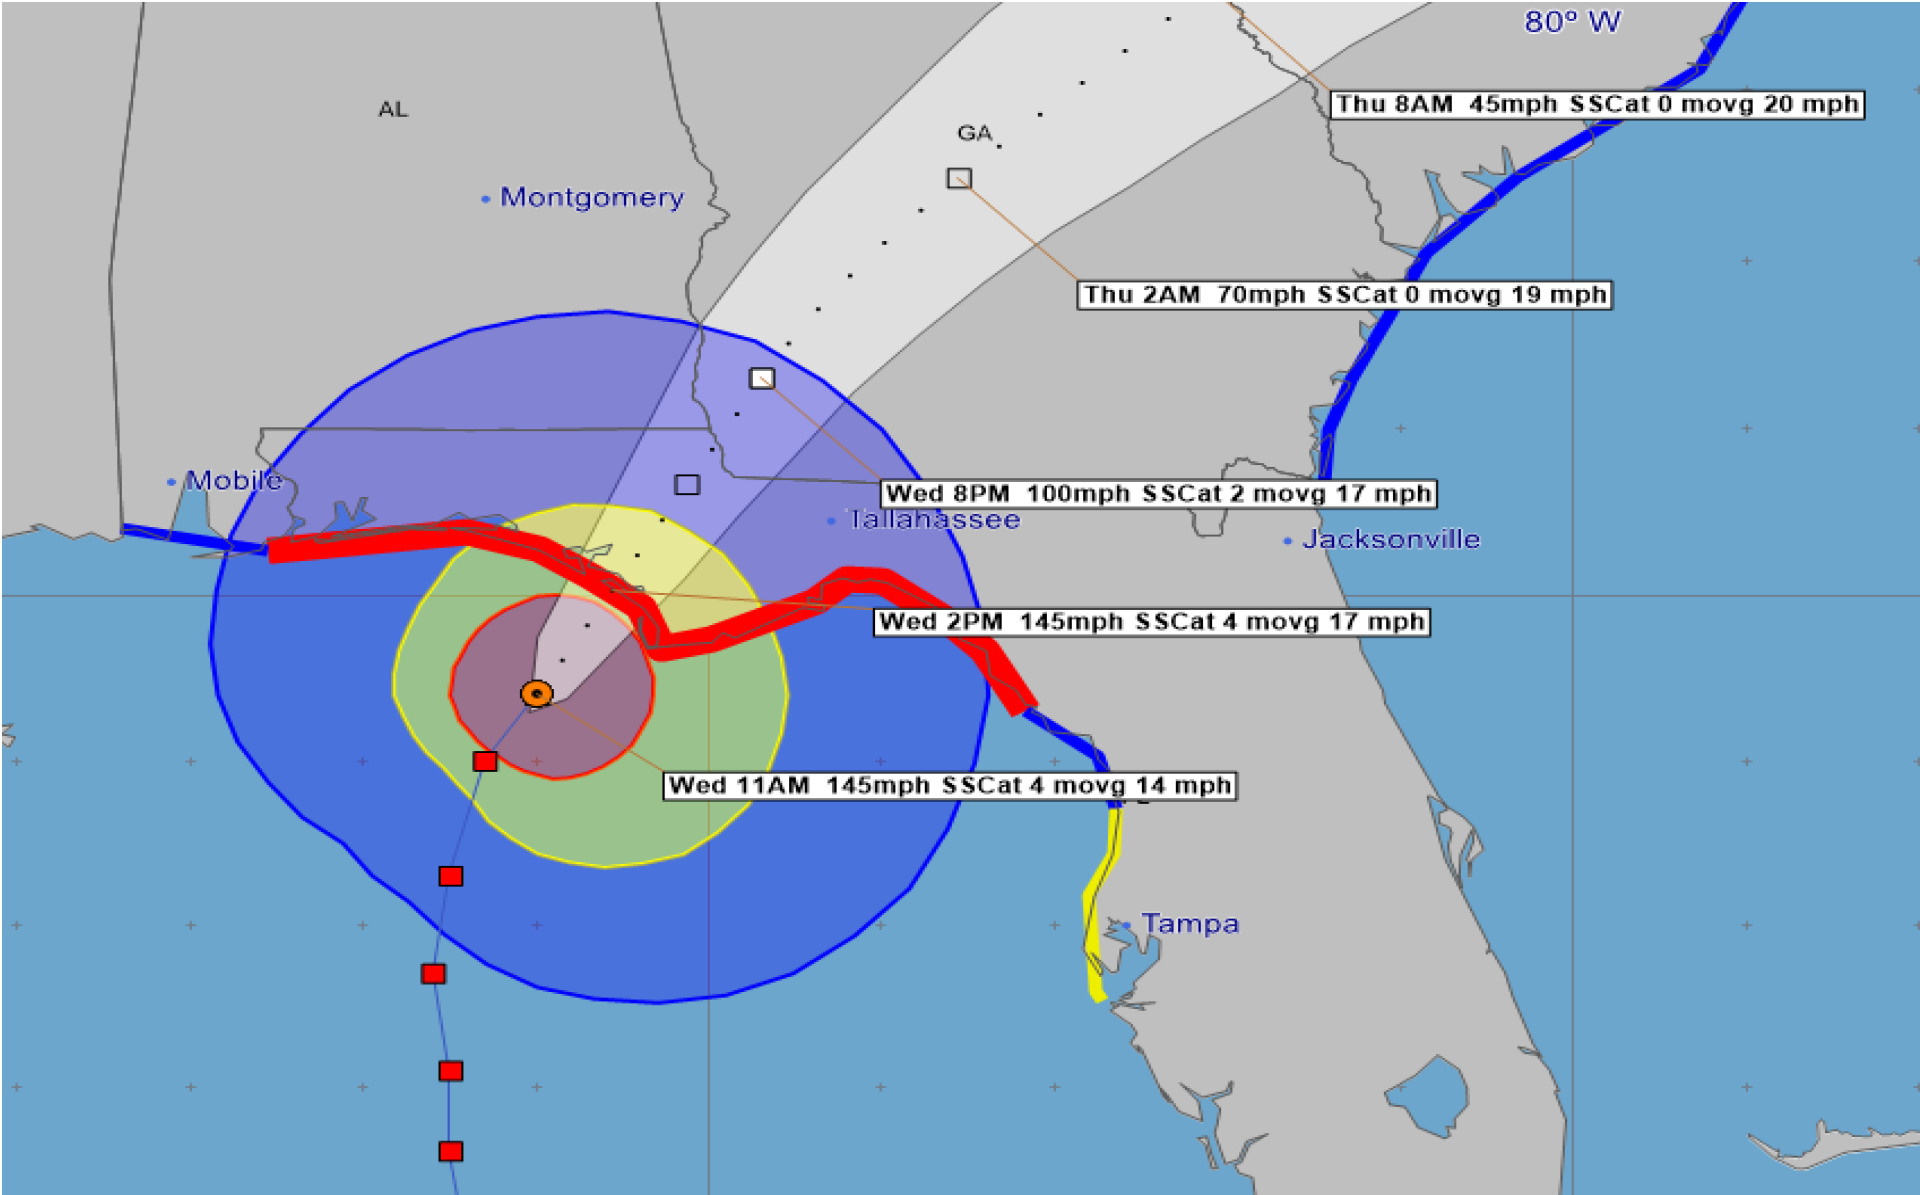 80° W
Thu 8AM 45mph SSCat 0 movg 20 mph
AL
GA
Montgomery
Thu 2AM 70mph SSCat 0 movg 19 mph
Mobile
Wed 8PM 100mph SSCat 2 movg 17 mph
Tallahassee
Jacksonville
Wed 2PM 145mph SSCat 4 movg 17 mph
Wed 11AM 145mph SSCat 4 movg 14 mph
Tampa